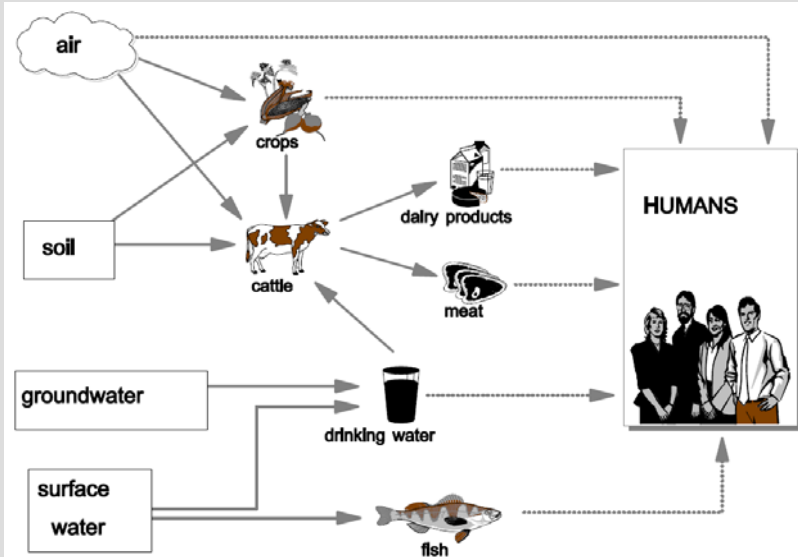 air
crops
dairy products
HUMANS
soil
cattle
meat
groundwater
drinking water
surface
water
fish